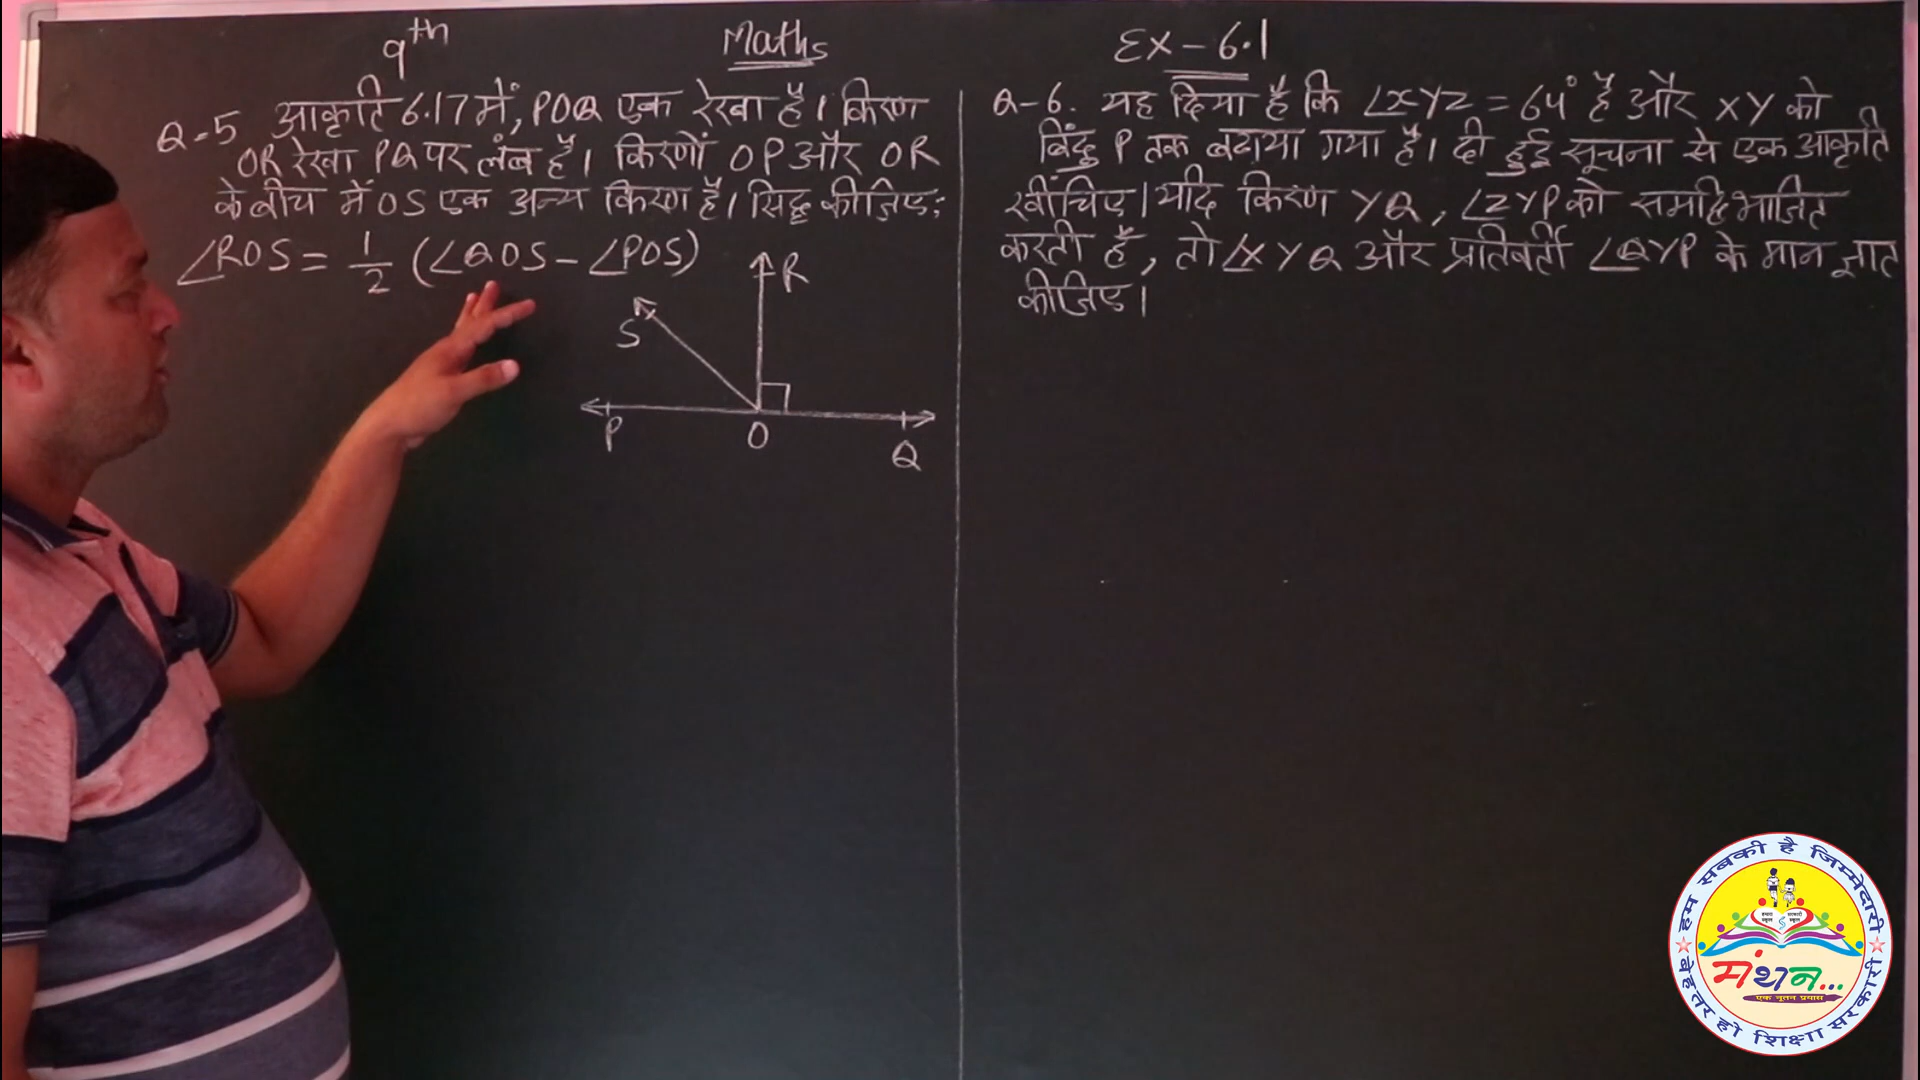 9th Maths Ex-6.1
Q-5 आकृति 6.17 में, POQ एक रेखा है। किरण
OR रेखा PQ पर लंब है। किरणों OP और OR
के बीच में OS एक अन्य किरण है। सिद्ध कीजिए:
∠ROS = 1/2 (∠QOS - ∠POS)
R
S
P
O
Q
Q-6. यह दिया है कि ∠XYZ = 64° है और XY को
बिंदु P तक बढ़ाया गया है। दी हुई सूचना से एक आकृति
खींचिए। यदि किरण YQ, ∠ZYP को समद्विभाजित
करती है, तो ∠XYQ और प्रतिवर्ती ∠QYP के मान ज्ञात
कीजिए।
हम सबकी है जिम्मेदारी
हमारा स्कूल
सरकारी स्कूल
मंथन...
एक नूतन प्रयास
बेहतर हो शिक्षा सरकारी